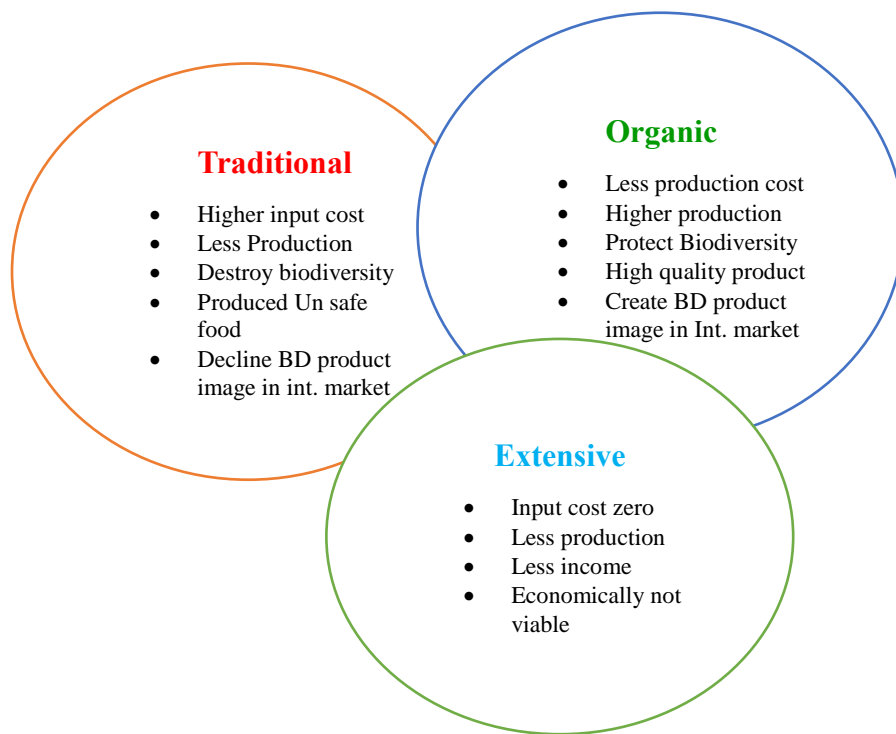 Traditional
• Higher input cost
• Less Production
• Destroy biodiversity
• Produced Un safe
food
• Decline BD product
image in int. market
Organic
• Less production cost
• Higher production
• Protect Biodiversity
• High quality product
• Create BD product
image in Int. market
Extensive
• Input cost zero
• Less production
• Less income
• Economically not
viable